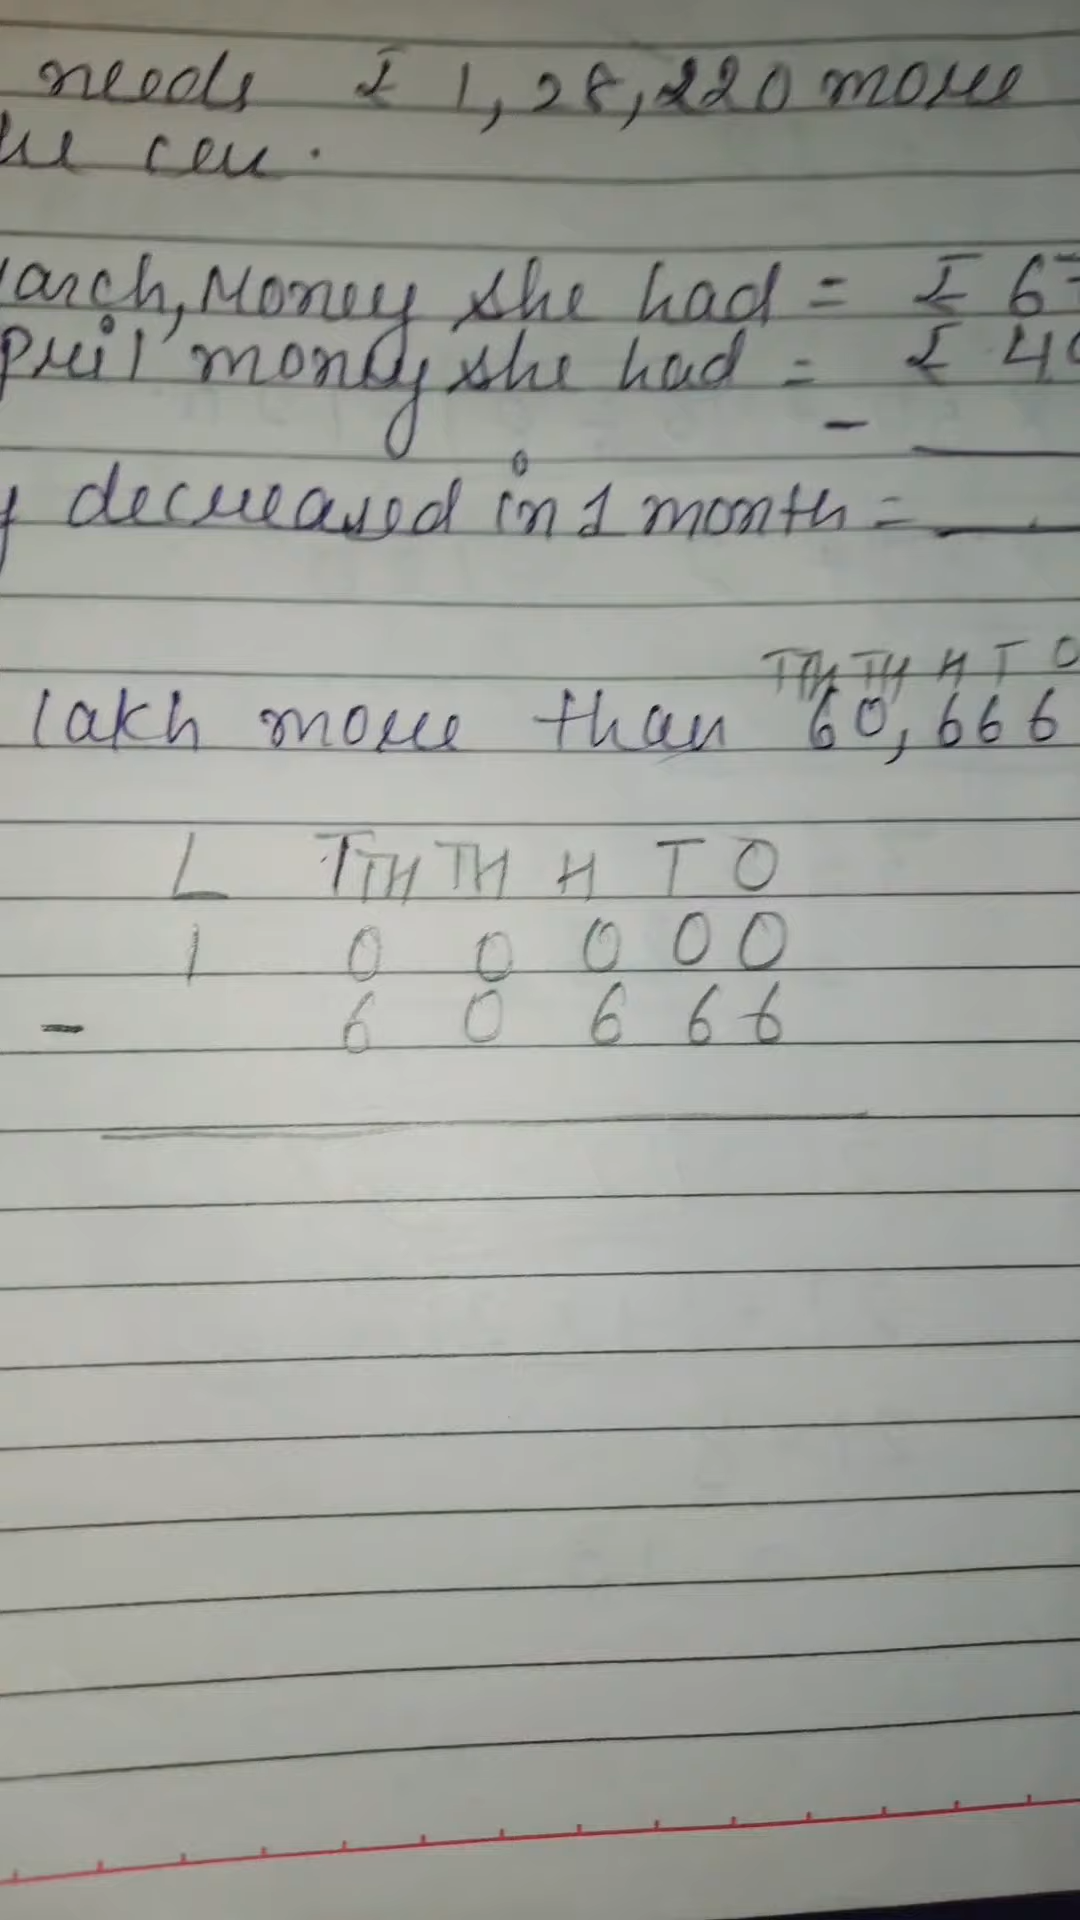 needs ₹ 1,28,220 more
car.
March, Money she had = ₹ 67
April money she had = ₹ 4
-
decreased in 1 month =
TTH TH H T O
lakh more than 60,666
L TTH TH H T O
1 0 0 0 0 0
- 6 0 6 6 6